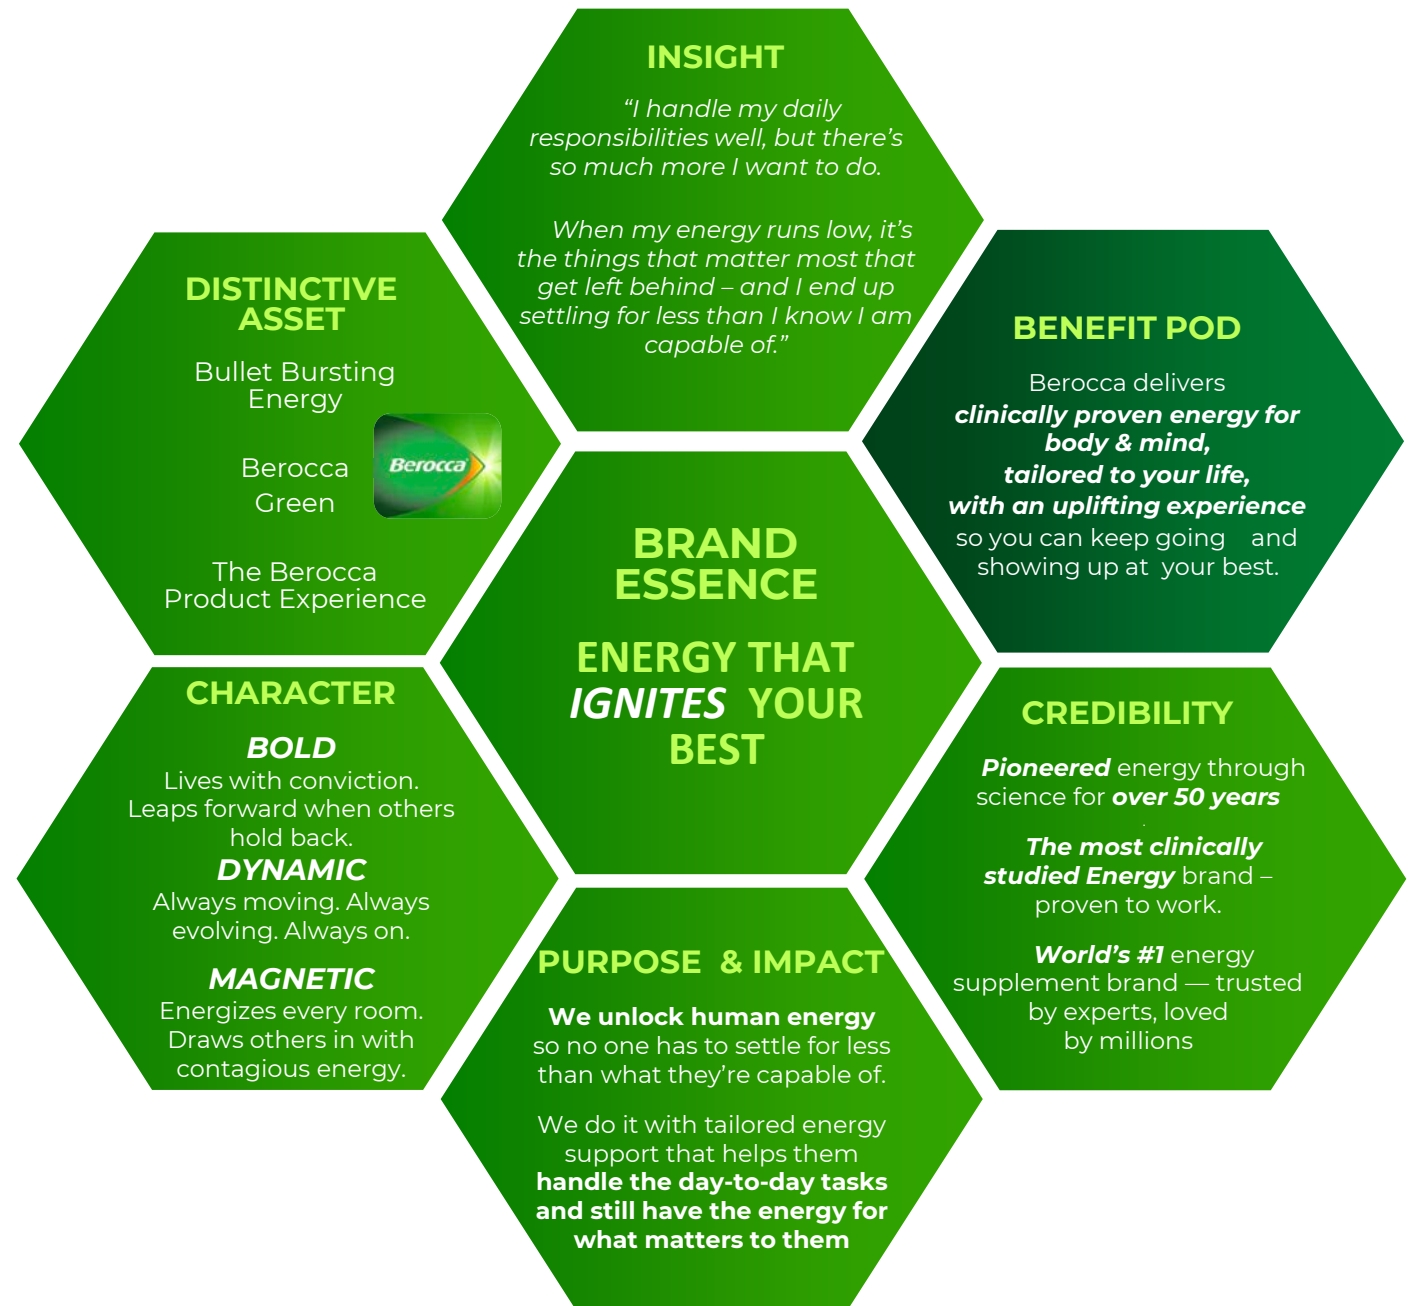 INSIGHT
“I handle my daily
responsibilities well, but there’s
so much more I want to do.
When my energy runs low, it’s
the things that matter most that
get left behind – and I end up
settling for less than I know I am
capable of.”
DISTINCTIVE
ASSET
Bullet Bursting
Energy
Berocca
Green
Berocca
The Berocca
Product Experience
BENEFIT POD
Berocca delivers
clinically proven energy for
body & mind,
tailored to your life,
with an uplifting experience
so you can keep going and
showing up at your best.
BRAND
ESSENCE
ENERGY THAT
IGNITES YOUR
BEST
CHARACTER
BOLD
Lives with conviction.
Leaps forward when others
hold back.
DYNAMIC
Always moving. Always
evolving. Always on.
MAGNETIC
Energizes every room.
Draws others in with
contagious energy.
CREDIBILITY
Pioneered energy through
science for over 50 years
.
The most clinically
studied Energy brand –
proven to work.
World’s #1 energy
supplement brand — trusted
by experts, loved
by millions
PURPOSE & IMPACT
We unlock human energy
so no one has to settle for less
than what they’re capable of.
We do it with tailored energy
support that helps them
handle the day-to-day tasks
and still have the energy for
what matters to them